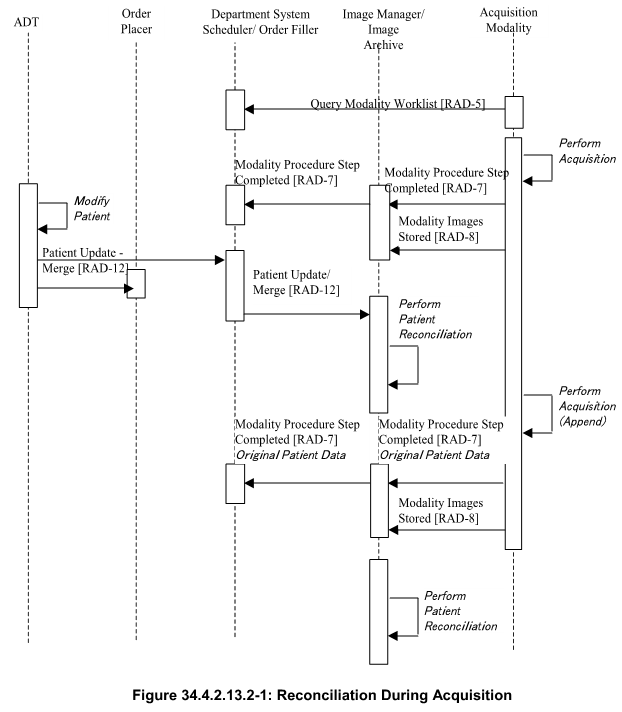 ADT
Order
Placer
Department System
Scheduler/ Order Filler
Image Manager/
Image
Archive
Acquisition
Modality
Query Modality Worklist [RAD-5]
Perform
Acquisition
Modality Procedure Step
Completed [RAD-7]
Modality Procedure Step
Completed [RAD-7]
Modify
Patient
Modality Images
Stored [RAD-8]
Patient Update -
Merge [RAD-12]
Patient Update/
Merge [RAD-12]
Perform
Patient
Reconciliation
Perform
Acquisition
(Append)
Modality Procedure Step
Completed [RAD-7]
Original Patient Data
Modality Procedure Step
Completed [RAD-7]
Original Patient Data
Modality Images
Stored [RAD-8]
Perform
Patient
Reconciliation
Figure 34.4.2.13.2-1: Reconciliation During Acquisition